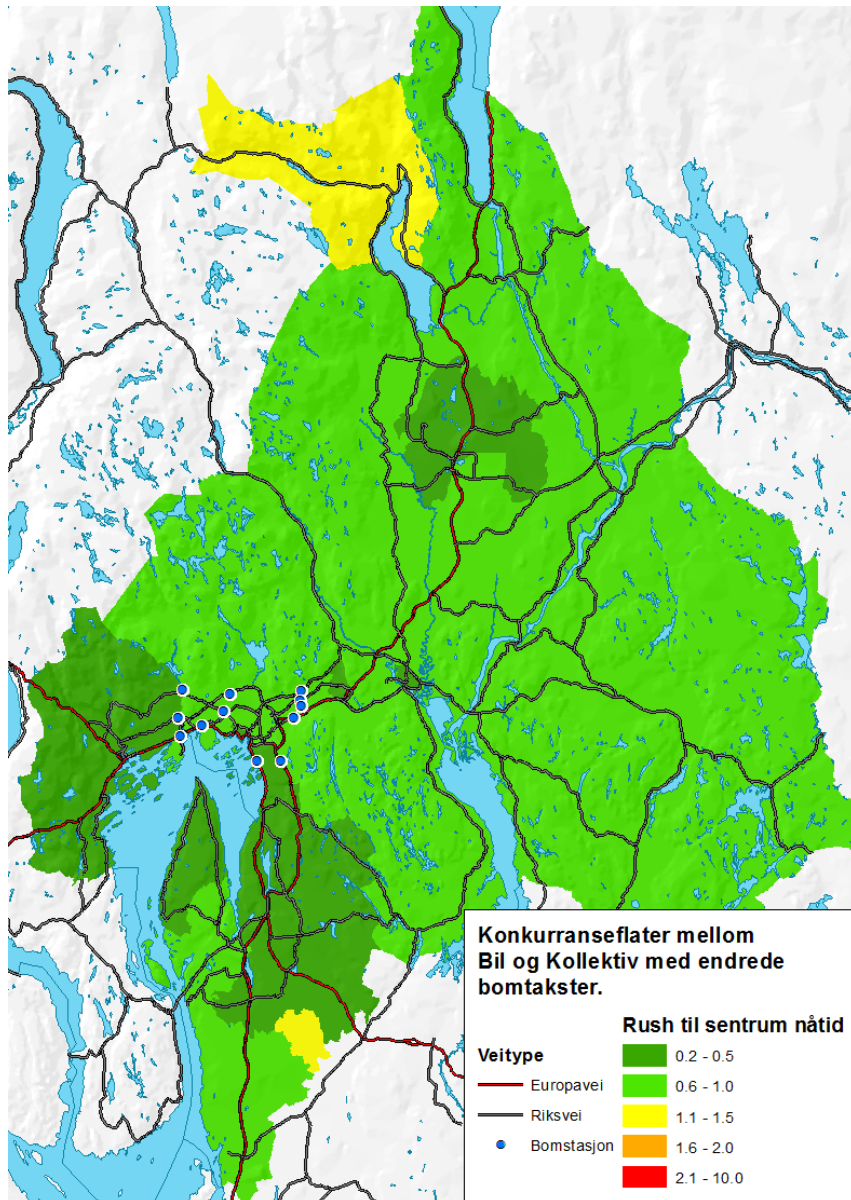 Konkurranseflater mellom
Bil og Kollektiv med endrede
bomtakster.
Rush til sentrum nåtid
Veitype
0.2 - 0.5
Europavei
0.6 - 1.0
Riksvei
1.1 - 1.5
Bomstasjon
1.6 - 2.0
2.1 - 10.0